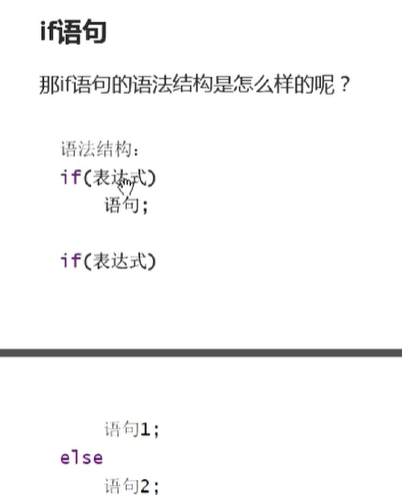 if语句
那if语句的语法结构是怎么样的呢？
语法结构：
if(表达式)
语句;
if(表达式)
语句1;
else
语句2;